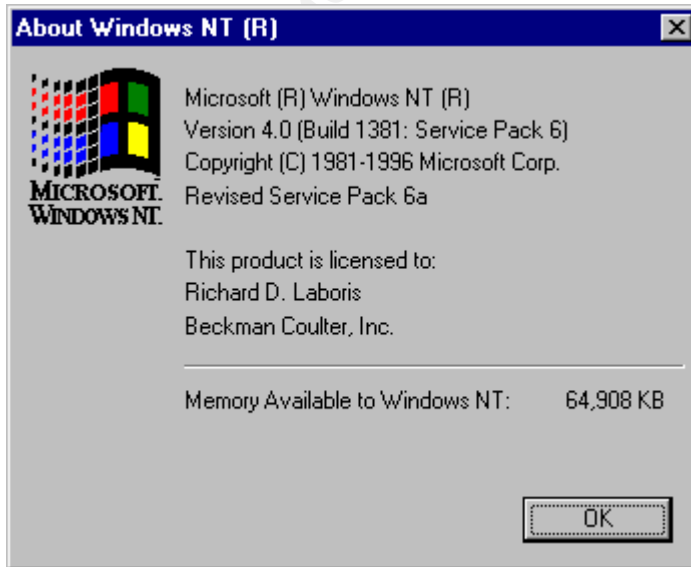 About Windows NT (R)
Microsoft (R) Windows NT (R)
Version 4.0 (Build 1381: Service Pack 6)
Copyright (C) 1981-1996 Microsoft Corp.
Revised Service Pack 6a
MICROSOFT.
WINDOWS NT.
This product is licensed to:
Richard D. Laboris
Beckman Coulter, Inc.
Memory Available to Windows NT: 64,908 KB
OK